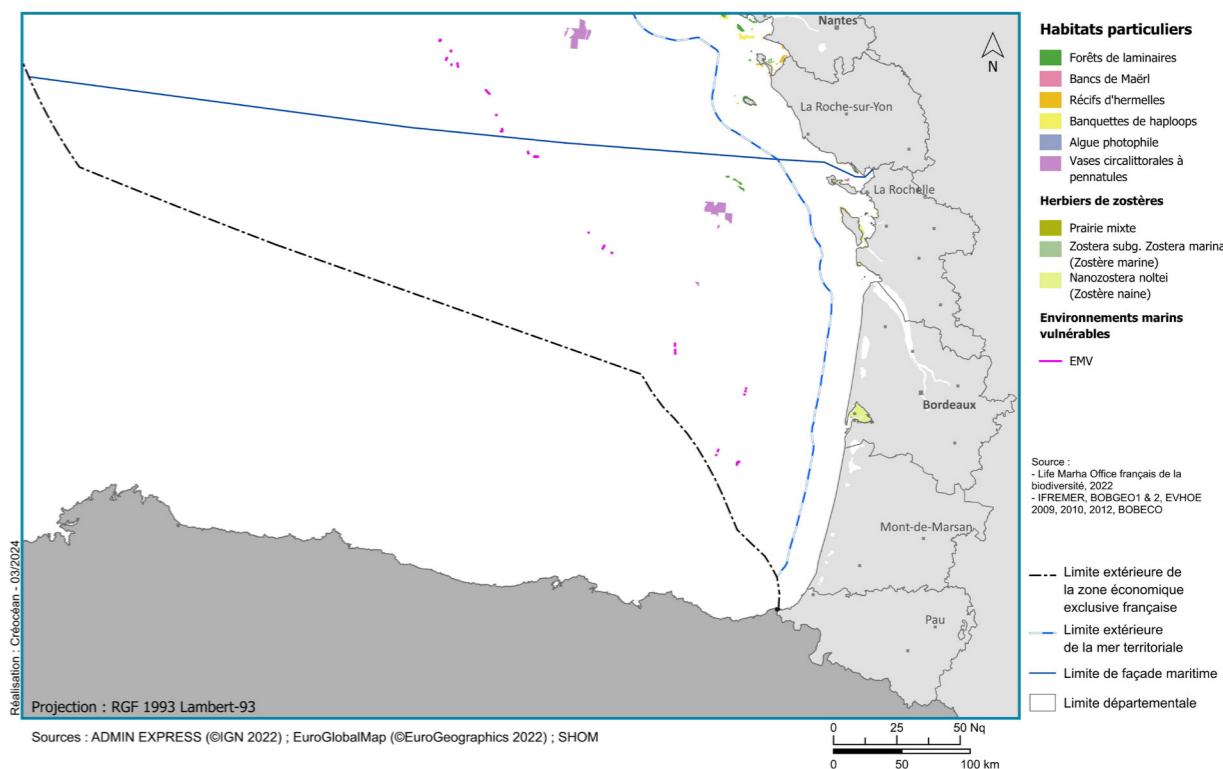 Nantes
N
La Roche-sur-Yon
La Rochelle
Bordeaux
Mont-de-Marsan
Pau
Projection : RGF 1993 Lambert-93
Réalisation : Créocéan - 03/2024
Sources : ADMIN EXPRESS (©IGN 2022) ; EuroGlobalMap (©EuroGeographics 2022) ; SHOM
Habitats particuliers
Forêts de laminaires
Bancs de Maërl
Récifs d'hermelles
Banquettes de haploops
Algue photophile
Vases circalittorales à
pennatules
Herbiers de zostères
Prairie mixte
Zostera subg. Zostera marina
(Zostère marine)
Nanozostera noltei
(Zostère naine)
Environnements marins
vulnérables
EMV
Source :
- Life Marha Office français de la
biodiversité, 2022
- IFREMER, BOBGEO1 & 2, EVHOE
2009, 2010, 2012, BOBECO
Limite extérieure de
la zone économique
exclusive française
Limite extérieure
de la mer territoriale
Limite de façade maritime
Limite départementale
0 25 50 Nq
0 50 100 km